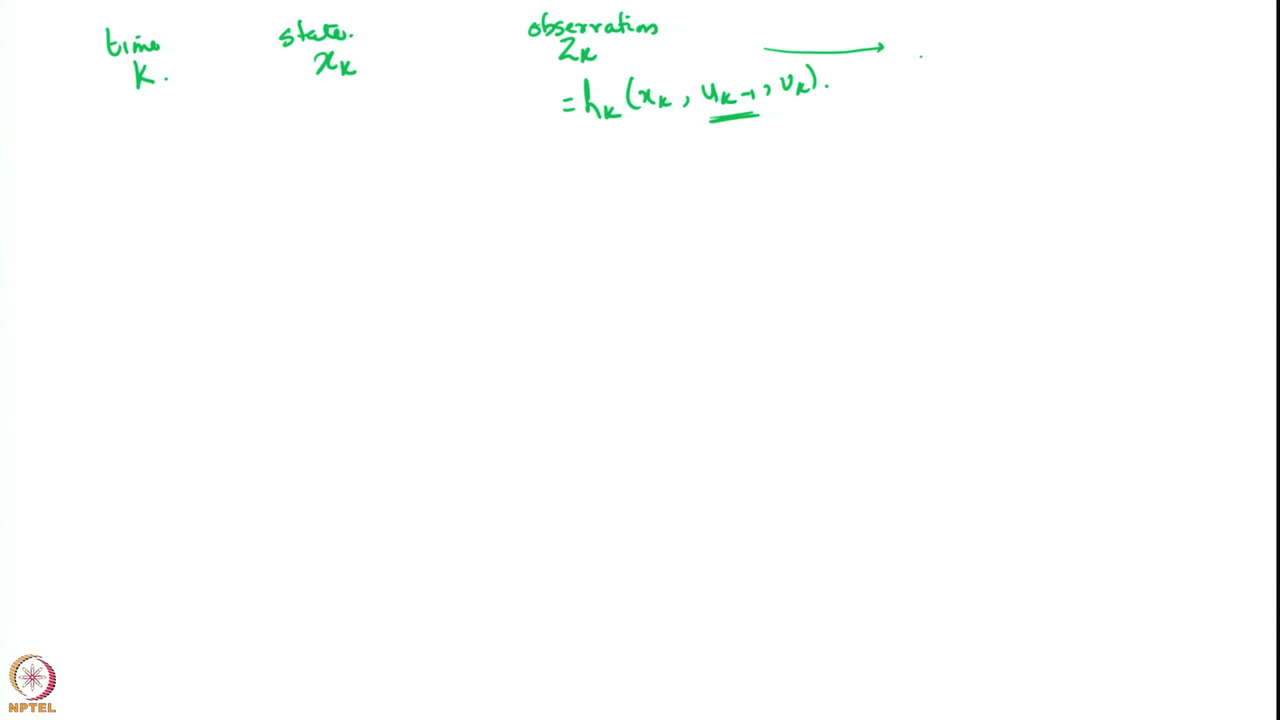 time state. observation
k. x_k z_k
= h_k (x_k, u_{k-1}, v_k).
NPTEL